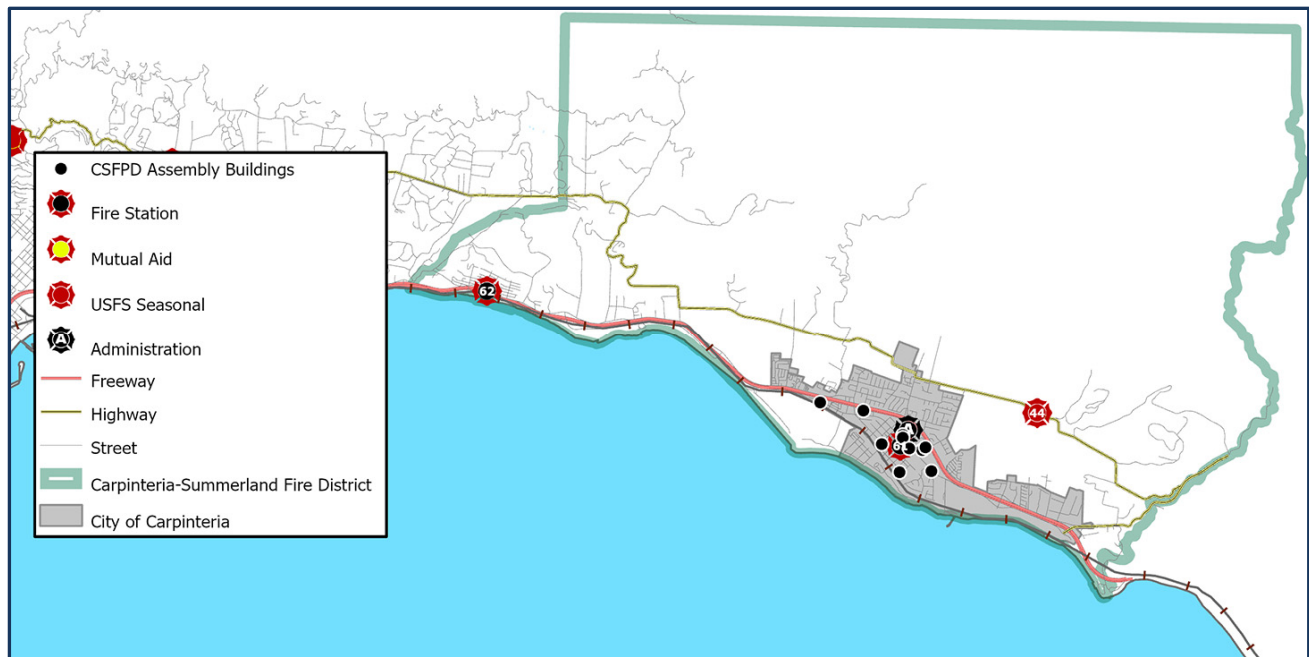 CSFPD Assembly Buildings
Fire Station
Mutual Aid
USFS Seasonal
A
Administration
Freeway
Highway
Street
Carpinteria-Summerland Fire District
City of Carpinteria
62
44
A